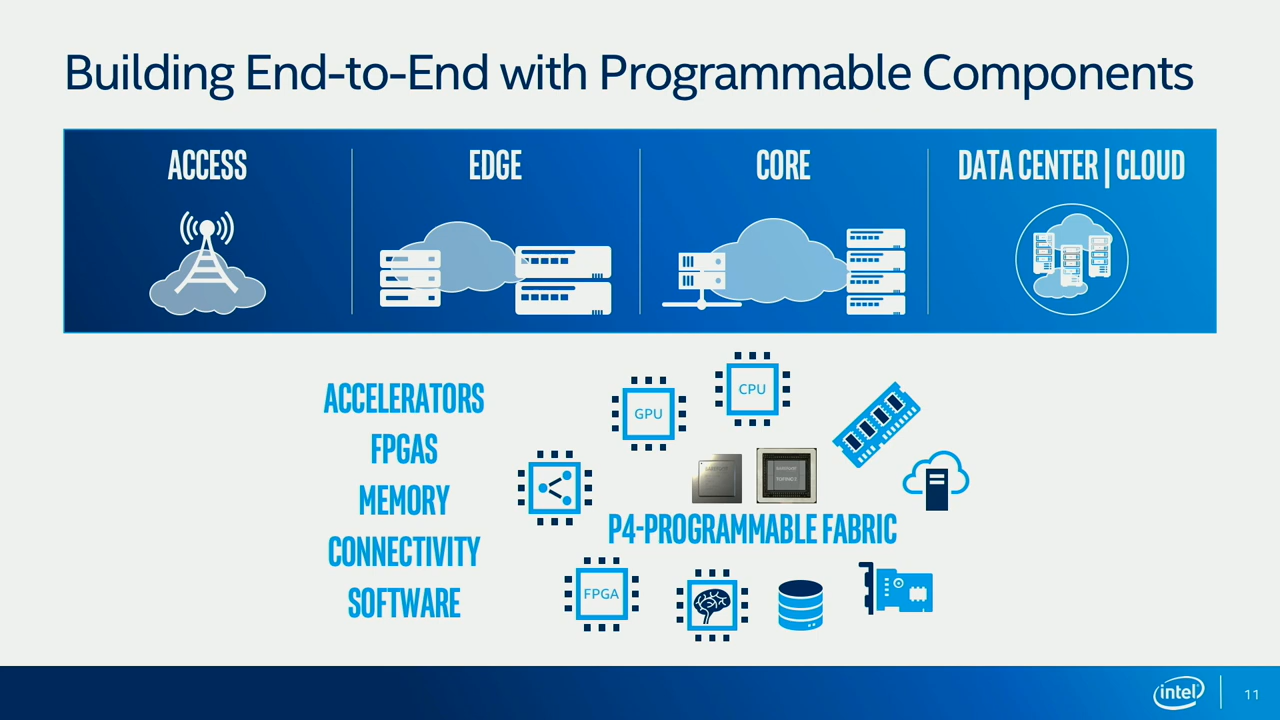 Building End-to-End with Programmable Components
ACCESS
EDGE
CORE
DATA CENTER | CLOUD
ACCELERATORS
FPGAS
MEMORY
CONNECTIVITY
SOFTWARE
GPU
CPU
P4-PROGRAMMABLE FABRIC
FPGA
intel
11